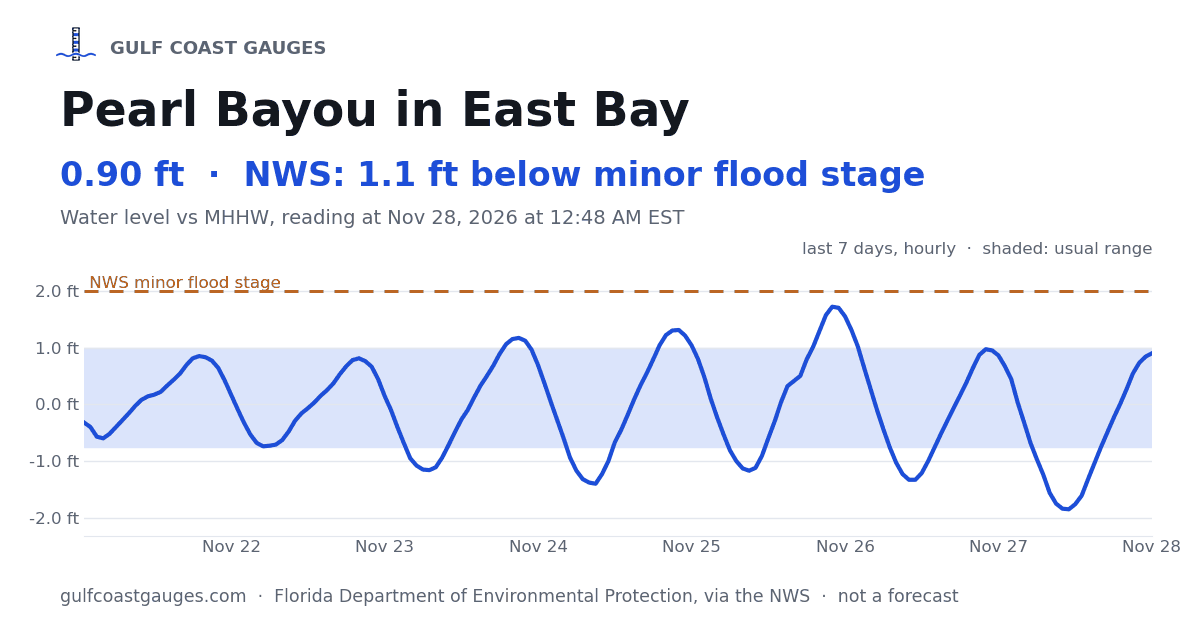 GULF COAST GAUGES
Pearl Bayou in East Bay
0.90 ft · NWS: 1.1 ft below minor flood stage
Water level vs MHHW, reading at Nov 28, 2026 at 12:48 AM EST
last 7 days, hourly · shaded: usual range
NWS minor flood stage
2.0 ft
1.0 ft
0.0 ft
-1.0 ft
-2.0 ft
Nov 22 Nov 23 Nov 24 Nov 25 Nov 26 Nov 27 Nov 28
gulfcoastgauges.com · Florida Department of Environmental Protection, via the NWS · not a forecast